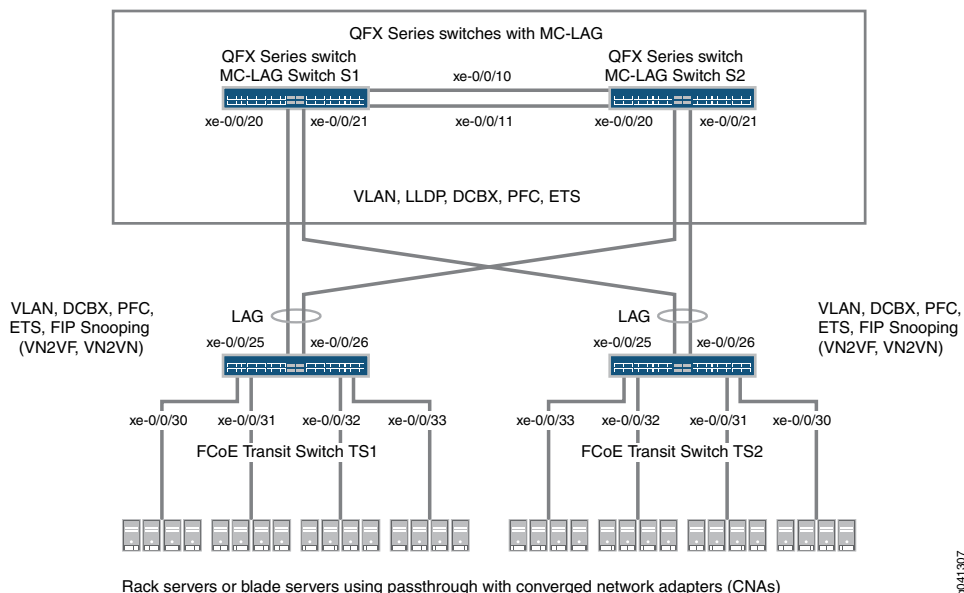 QFX Series switches with MC-LAG
QFX Series switch
MC-LAG Switch S1
QFX Series switch
MC-LAG Switch S2
xe-0/0/10
xe-0/0/20
xe-0/0/21
xe-0/0/11
xe-0/0/20
xe-0/0/21
VLAN, LLDP, DCBX, PFC, ETS
VLAN, DCBX, PFC,
ETS, FIP Snooping
(VN2VF, VN2VN)
LAG
LAG
VLAN, DCBX, PFC,
ETS, FIP Snooping
(VN2VF, VN2VN)
xe-0/0/25
xe-0/0/26
xe-0/0/25
xe-0/0/26
xe-0/0/30
xe-0/0/31
xe-0/0/32
xe-0/0/33
xe-0/0/33
xe-0/0/32
xe-0/0/31
xe-0/0/30
FCoE Transit Switch TS1
FCoE Transit Switch TS2
Rack servers or blade servers using passthrough with converged network adapters (CNAs)
g041307